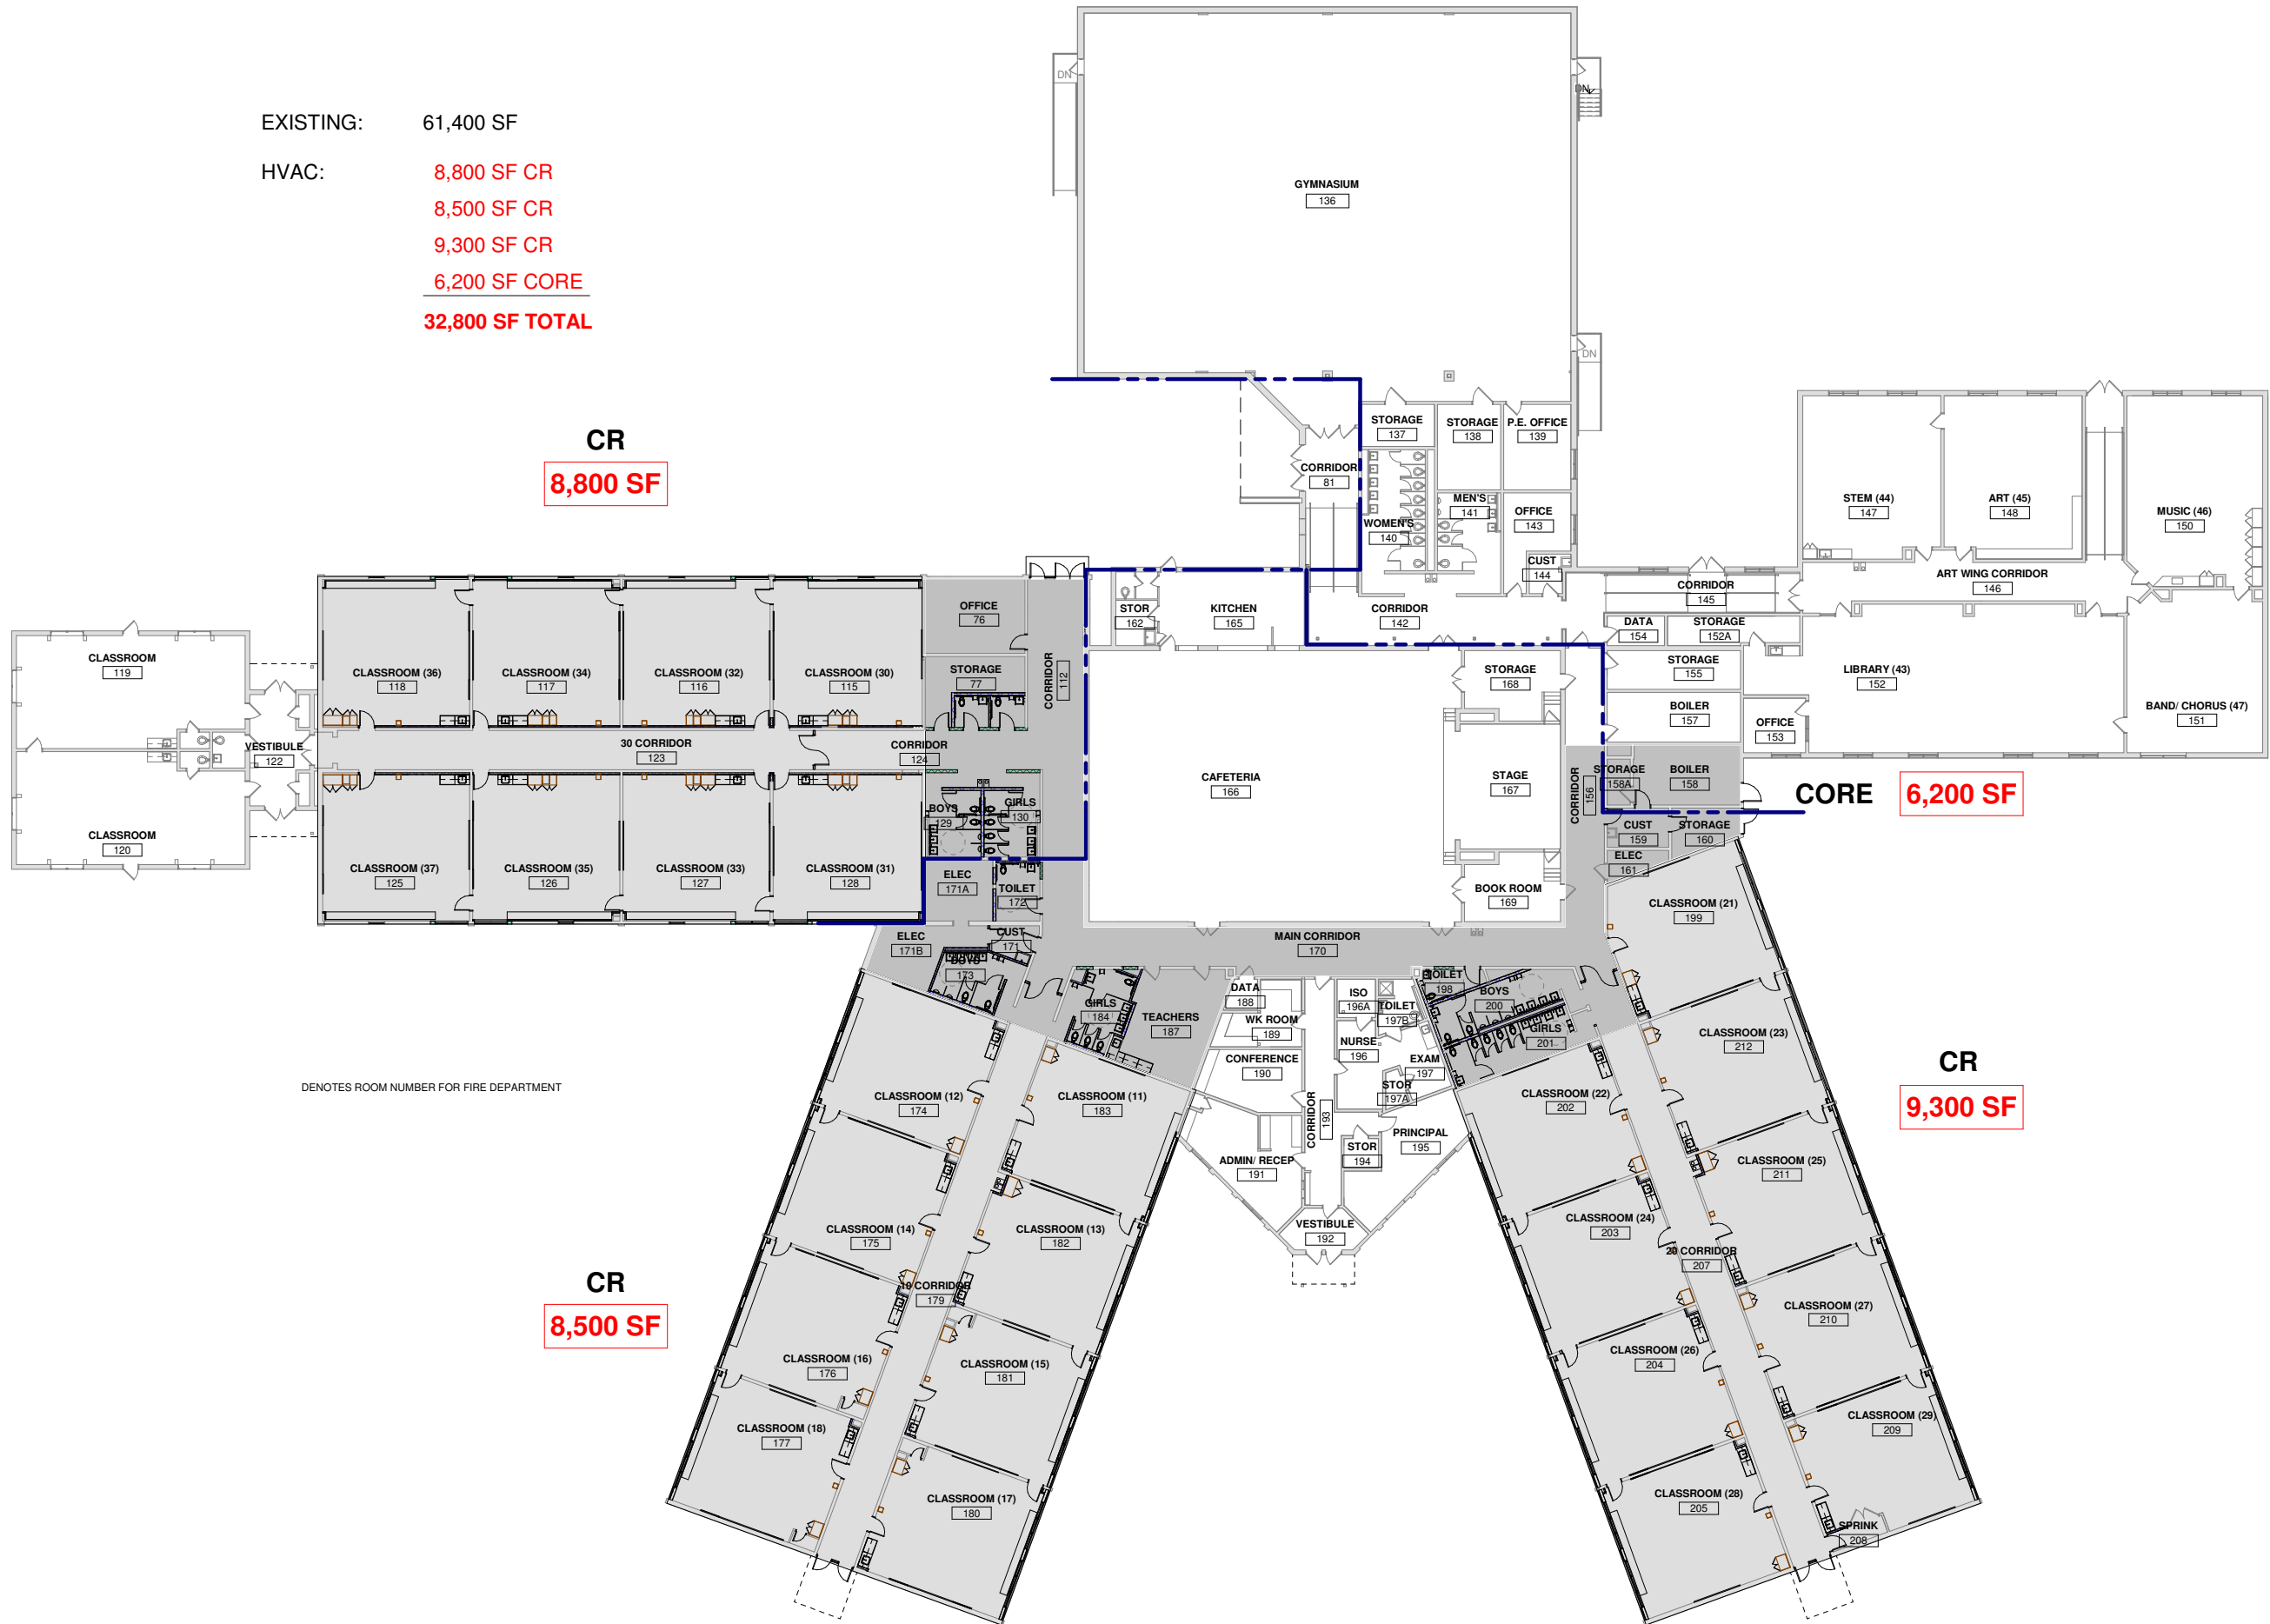 EXISTING: 61,400 SF
HVAC: 8,800 SF CR
8,500 SF CR
9,300 SF CR
6,200 SF CORE
32,800 SF TOTAL
DN
DN
GYMNASIUM
136
DN
CR
8,800 SF
STORAGE
137
STORAGE
138
P.E. OFFICE
139
CORRIDOR
81
WOMEN'S
140
MEN'S
141
OFFICE
143
CUST
144
STEM (44)
147
ART (45)
148
MUSIC (46)
150
CORRIDOR
145
ART WING CORRIDOR
146
OFFICE
76
STOR
162
KITCHEN
165
CORRIDOR
142
DATA
154
STORAGE
152A
CLASSROOM
119
CLASSROOM (36)
118
CLASSROOM (34)
117
CLASSROOM (32)
116
CLASSROOM (30)
115
STORAGE
77
CORRIDOR
112
STORAGE
168
STORAGE
155
LIBRARY (43)
152
BOILER
157
OFFICE
153
BAND/ CHORUS (47)
151
VESTIBULE
122
30 CORRIDOR
123
CORRIDOR
124
CAFETERIA
166
STAGE
167
CORRIDOR
156
STORAGE
158A
BOILER
158
CORE
6,200 SF
BOYS
129
GIRLS
130
CLASSROOM
120
CUST
159
STORAGE
160
ELEC
161
CLASSROOM (37)
125
CLASSROOM (35)
126
CLASSROOM (33)
127
CLASSROOM (31)
128
ELEC
171A
TOILET
172
BOOK ROOM
169
CLASSROOM (21)
199
ELEC
171B
CUST
171
MAIN CORRIDOR
170
BOYS
173
GIRLS
184
TEACHERS
187
DATA
188
WK ROOM
189
ISO
196A
TOILET
197B
TOILET
198
BOYS
200
GIRLS
201
CLASSROOM (23)
212
NURSE
196
CONFERENCE
190
EXAM
197
STOR
197A
CR
9,300 SF
DENOTES ROOM NUMBER FOR FIRE DEPARTMENT
CLASSROOM (12)
174
CLASSROOM (11)
183
CLASSROOM (22)
202
CORRIDOR
193
PRINCIPAL
195
STOR
194
ADMIN/ RECEP
191
CLASSROOM (25)
211
CLASSROOM (14)
175
CLASSROOM (13)
182
VESTIBULE
192
CLASSROOM (24)
203
20 CORRIDOR
207
CR
8,500 SF
10 CORRIDOR
179
CLASSROOM (27)
210
CLASSROOM (16)
176
CLASSROOM (15)
181
CLASSROOM (26)
204
CLASSROOM (18)
177
CLASSROOM (29)
209
CLASSROOM (17)
180
CLASSROOM (28)
205
SPRINK
208